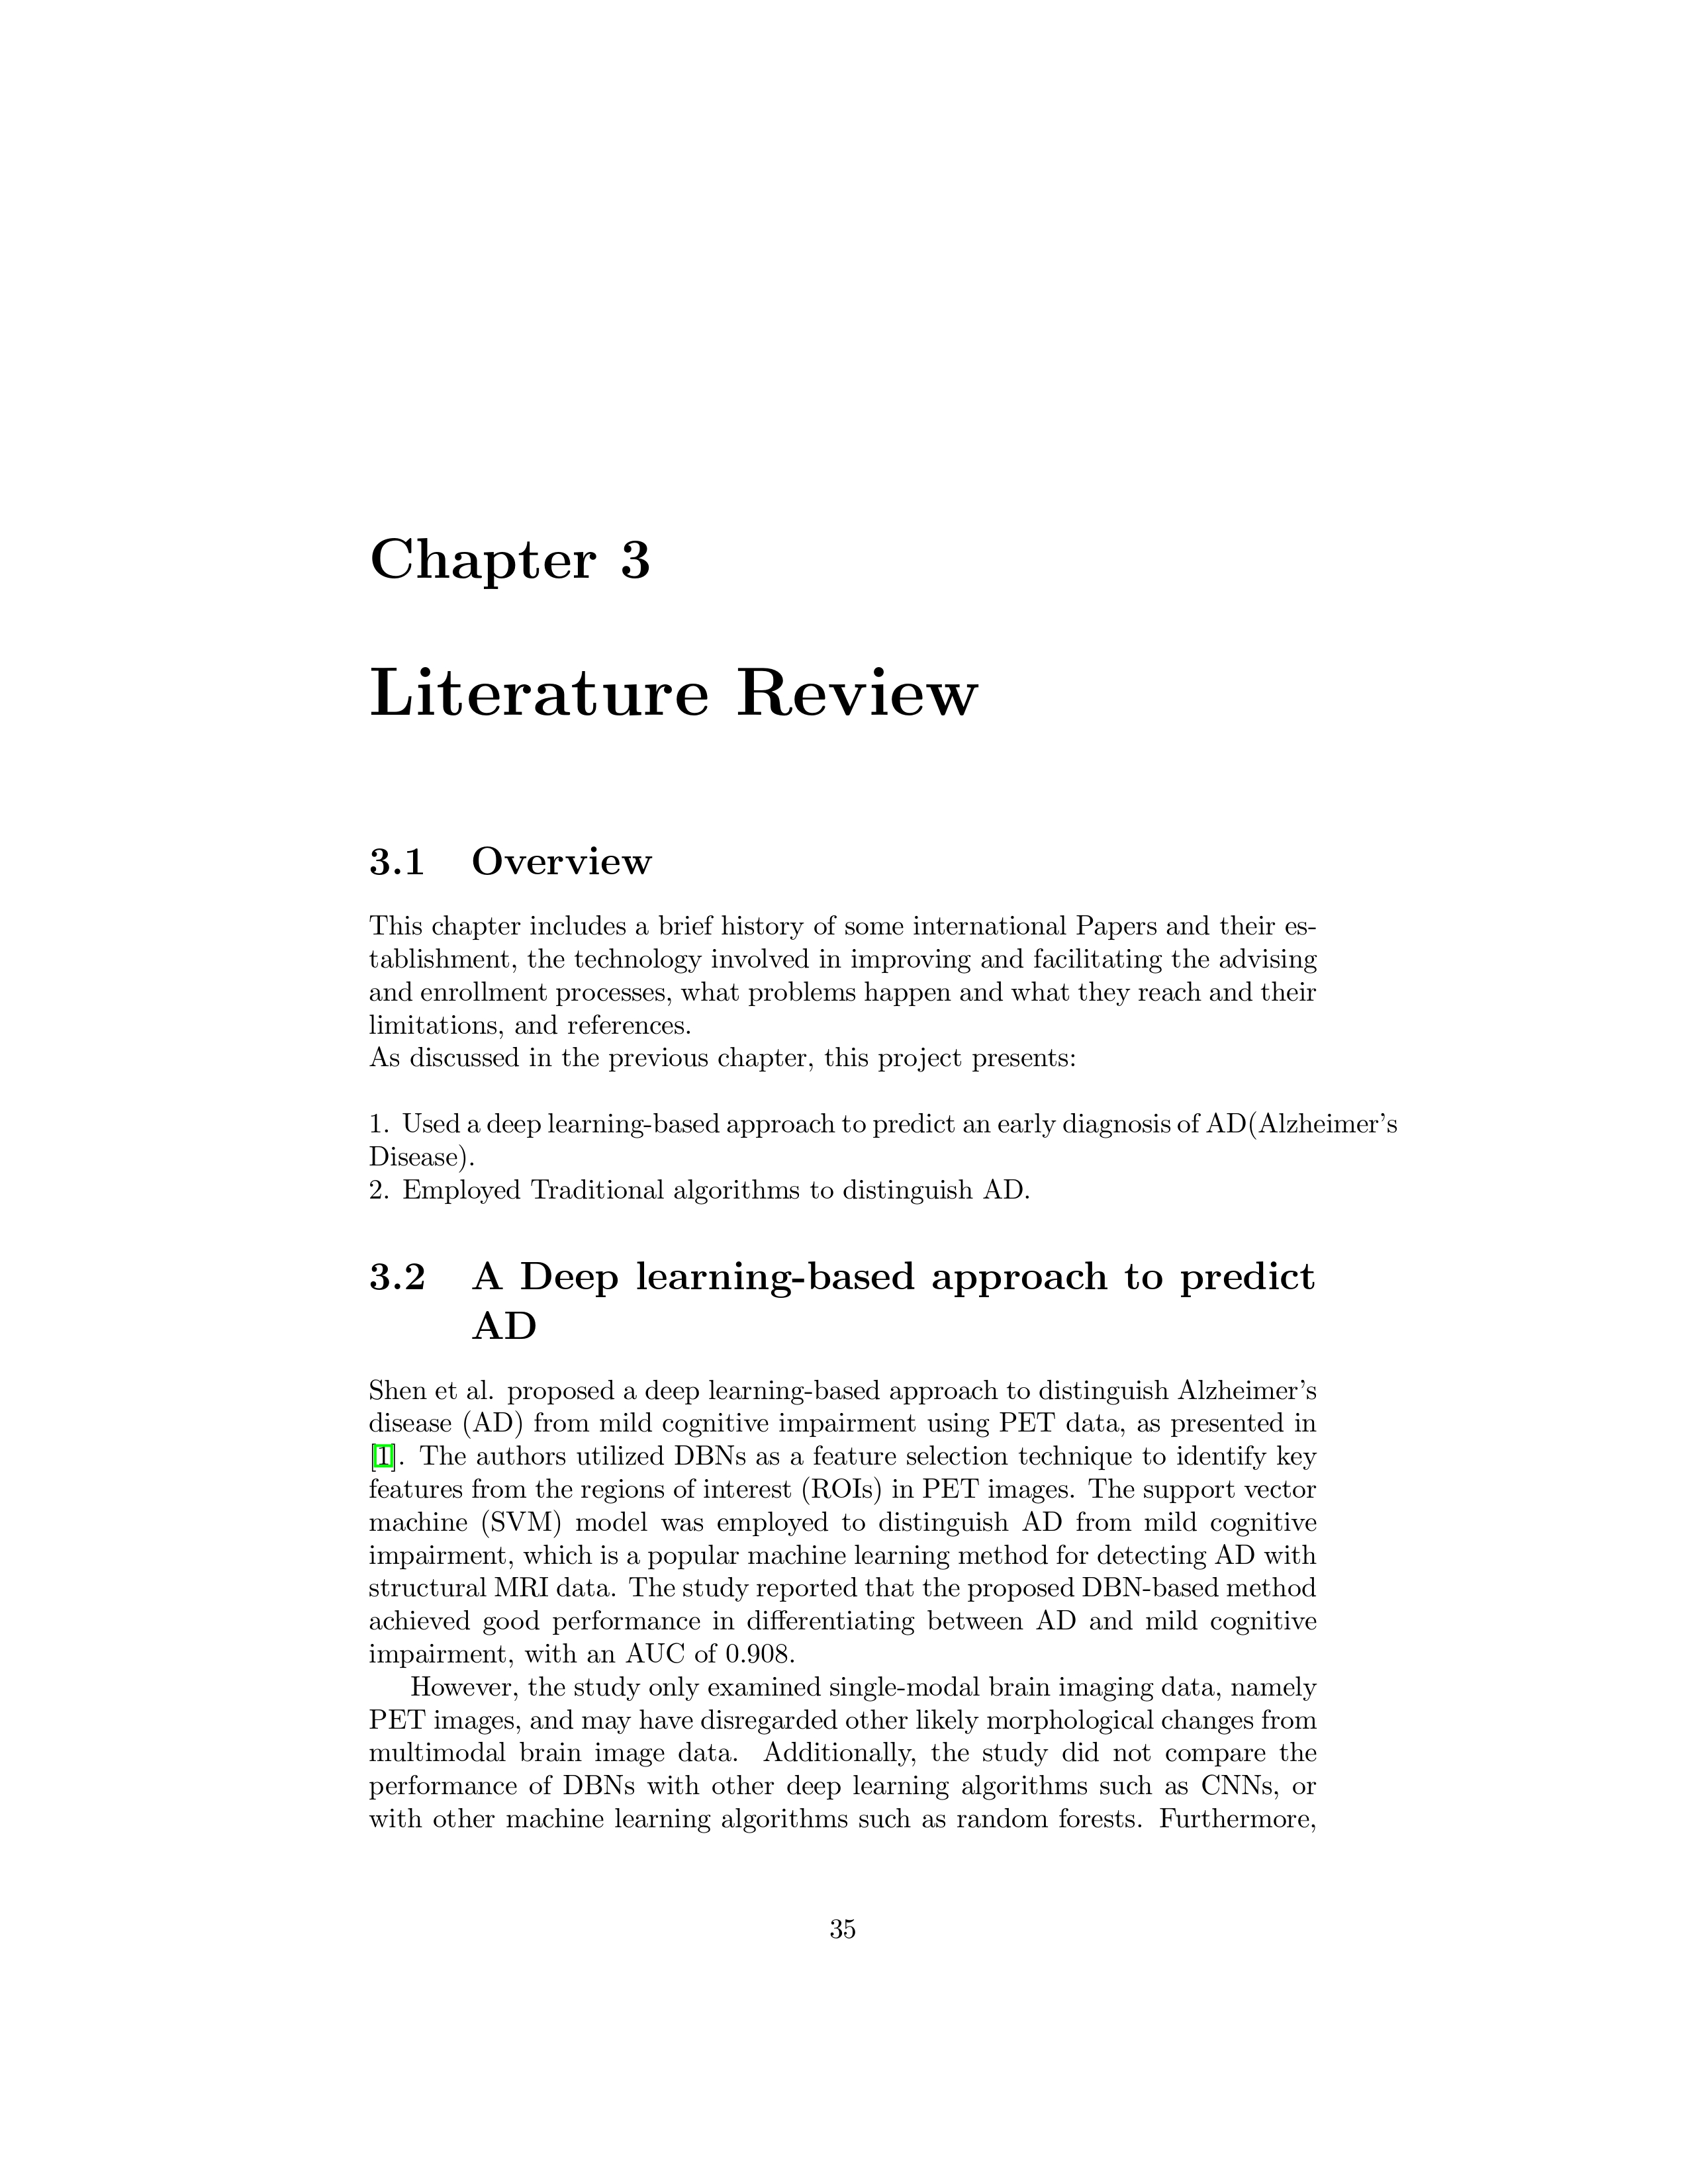 Chapter 3
Literature Review
3.1 Overview
This chapter includes a brief history of some international Papers and their es-
tablishment, the technology involved in improving and facilitating the advising
and enrollment processes, what problems happen and what they reach and their
limitations, and references.
As discussed in the previous chapter, this project presents:
1. Used a deep learning-based approach to predict an early diagnosis of AD(Alzheimer's
Disease).
2. Employed Traditional algorithms to distinguish AD.
3.2 A Deep learning-based approach to predict
AD
Shen et al. proposed a deep learning-based approach to distinguish Alzheimer's
disease (AD) from mild cognitive impairment using PET data, as presented in
[1]. The authors utilized DBNs as a feature selection technique to identify key
features from the regions of interest (ROIs) in PET images. The support vector
machine (SVM) model was employed to distinguish AD from mild cognitive
impairment, which is a popular machine learning method for detecting AD with
structural MRI data. The study reported that the proposed DBN-based method
achieved good performance in differentiating between AD and mild cognitive
impairment, with an AUC of 0.908.
However, the study only examined single-modal brain imaging data, namely
PET images, and may have disregarded other likely morphological changes from
multimodal brain image data. Additionally, the study did not compare the
performance of DBNs with other deep learning algorithms such as CNNs, or
with other machine learning algorithms such as random forests. Furthermore,
35